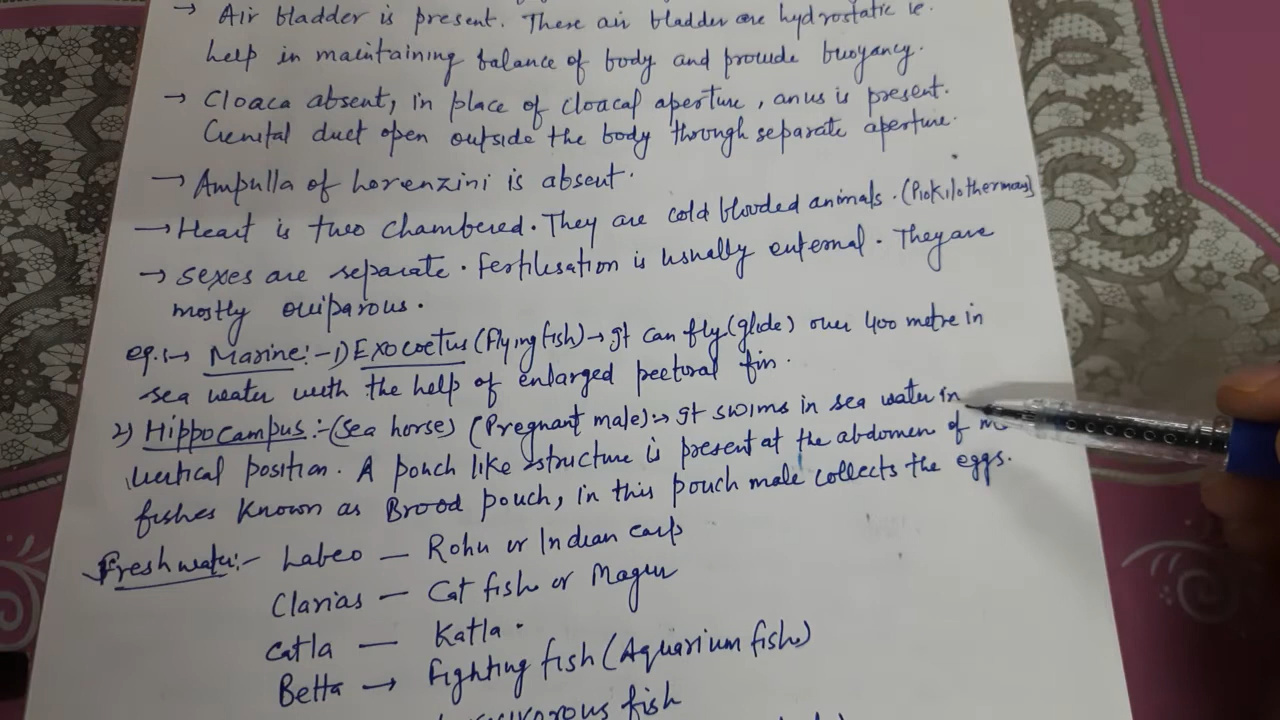 → Air bladder is present. These air bladder are hydrostatic ie.
help in maintaining balance of body and provide buoyancy.
→ Cloaca absent, in place of cloacal aperture, anus is present.
Genital duct open outside the body through separate aperture.
→ Ampulla of Lorenzini is absent.
→ Heart is two chambered. They are cold blooded animals. (Poikilothermas)
→ Sexes are separate. Fertilisation is usually external. They are
mostly oviparous.
eg:→ Marine:- 1) Exocoetus (Flying fish) → It can fly (glide) over 400 metre in
sea water with the help of enlarged pectoral fin.
2) Hippocampus:- (Sea horse) (Pregnant male) :→ It swims in sea water in
vertical position. A pouch like structure is present at the abdomen of
fishes known as Brood pouch, in this pouch male collects the eggs.
Freshwater:- Labeo — Rohu or Indian carp
Clarias — Cat fish or Magur
Catla — Katla.
Betta → Fighting fish (Aquarium fish)
fish